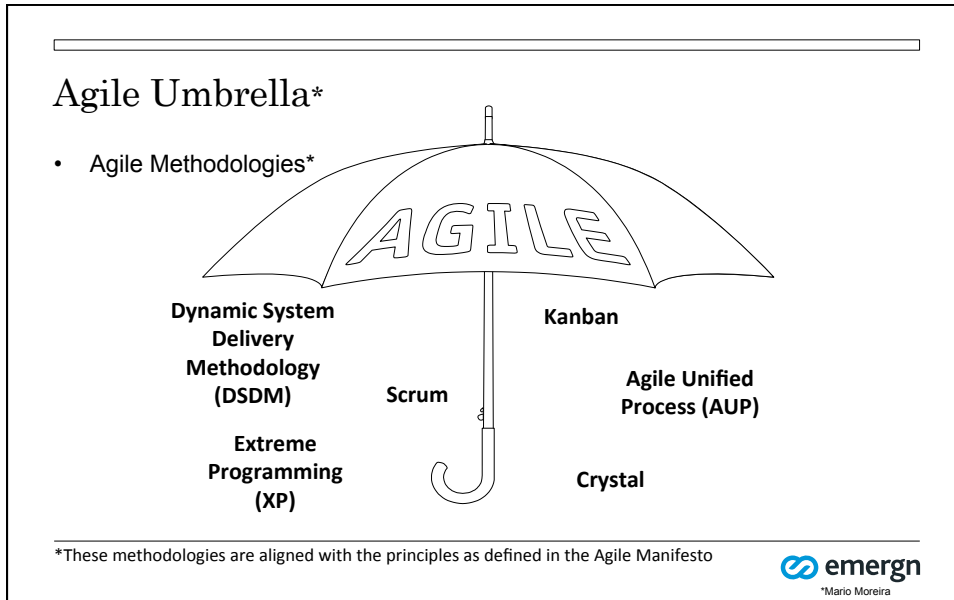 Agile Umbrella*
• Agile Methodologies*
AGILE
Dynamic System
Delivery
Methodology
(DSDM)
Kanban
Scrum
Agile Unified
Process (AUP)
Extreme
Programming
(XP)
Crystal
*These methodologies are aligned with the principles as defined in the Agile Manifesto
emergn
*Mario Moreira